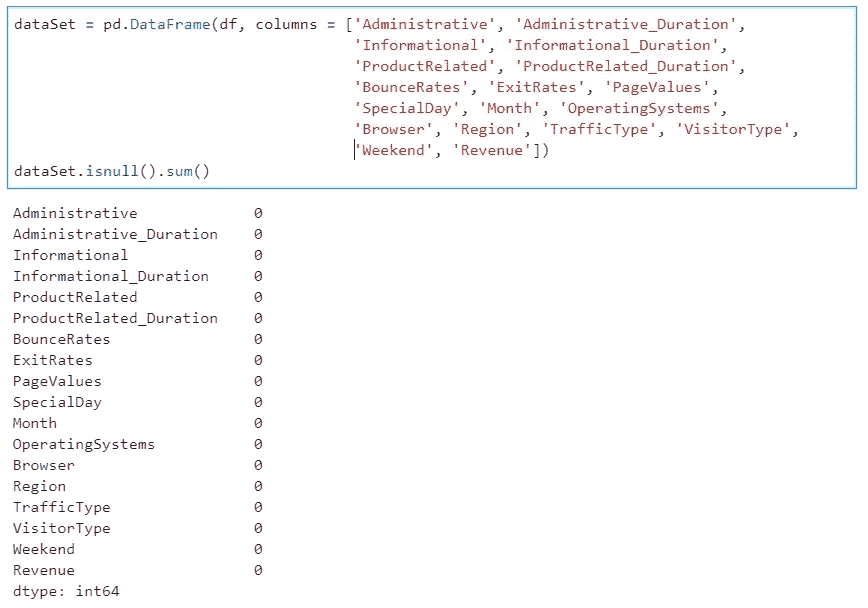 dataSet = pd.DataFrame(df, columns = ['Administrative', 'Administrative_Duration',
'Informational', 'Informational_Duration',
'ProductRelated', 'ProductRelated_Duration',
'BounceRates', 'ExitRates', 'PageValues',
'SpecialDay', 'Month', 'OperatingSystems',
'Browser', 'Region', 'TrafficType', 'VisitorType',
'Weekend', 'Revenue'])
dataSet.isnull().sum()
Administrative 0
Administrative_Duration 0
Informational 0
Informational_Duration 0
ProductRelated 0
ProductRelated_Duration 0
BounceRates 0
ExitRates 0
PageValues 0
SpecialDay 0
Month 0
OperatingSystems 0
Browser 0
Region 0
TrafficType 0
VisitorType 0
Weekend 0
Revenue 0
dtype: int64